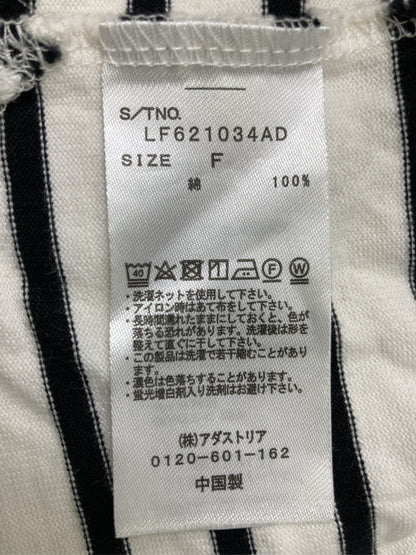 S/TNO.
LF621034AD
SIZE F
綿 100%
40 F W
・洗濯ネットを使用して下さい。
・アイロン時はあて布をして下さい。
・長時間濡れたままにしておくと、色が
落ちる恐れがあります。洗濯後は形を
整えて直ぐに干して下さい。
・この製品は洗濯で若干縮むことがあり
ます。
・濃色は色落ちすることがあります。
・蛍光増白剤入り洗剤はお避け下さい。
(株)アダストリア
0120-601-162
中国製